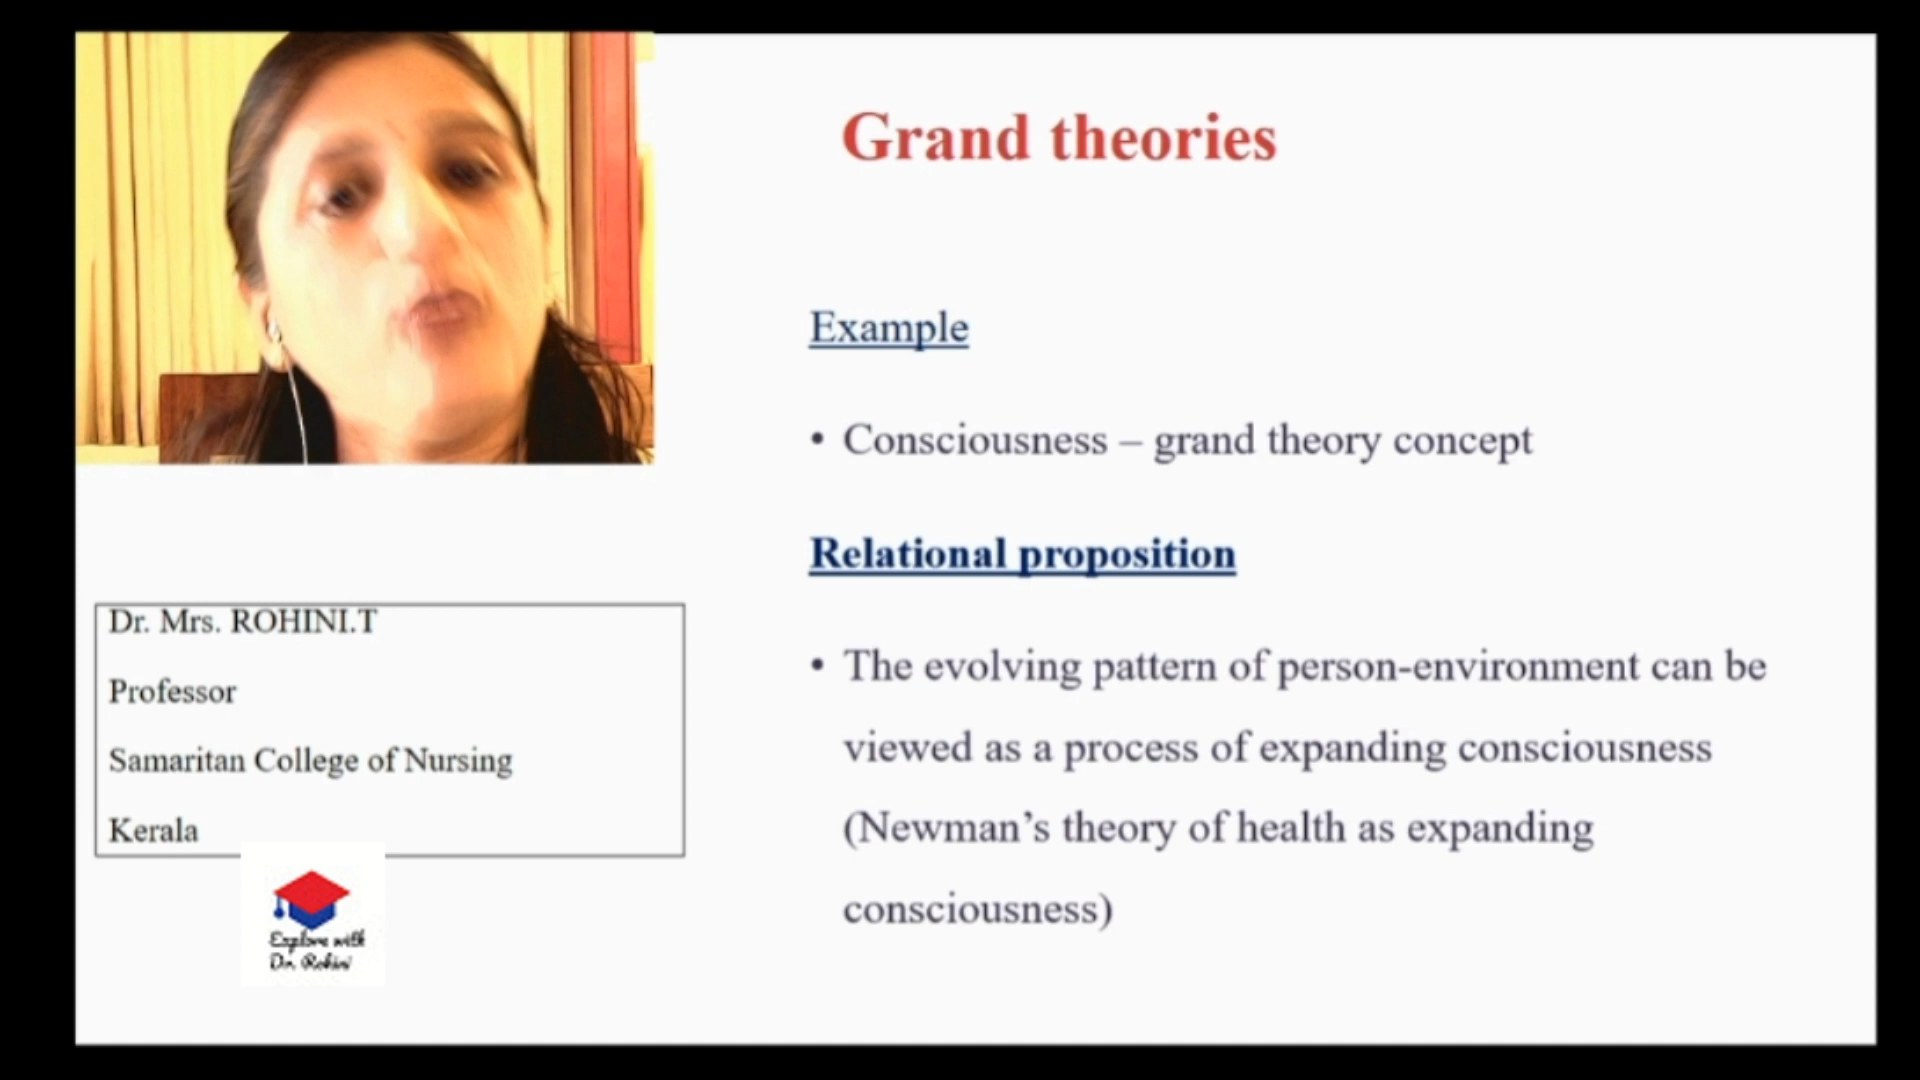 Grand theories
Example
• Consciousness – grand theory concept
Relational proposition
• The evolving pattern of person-environment can be
viewed as a process of expanding consciousness
(Newman’s theory of health as expanding
consciousness)
Dr. Mrs. ROHINI.T
Professor
Samaritan College of Nursing
Kerala
Explore with
Dr. Rohini